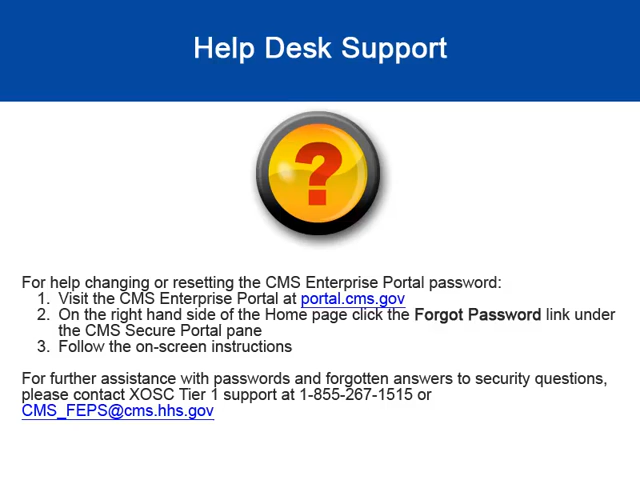 Help Desk Support
?
For help changing or resetting the CMS Enterprise Portal password:
1. Visit the CMS Enterprise Portal at portal.cms.gov
2. On the right hand side of the Home page click the Forgot Password link under
the CMS Secure Portal pane
3. Follow the on-screen instructions
For further assistance with passwords and forgotten answers to security questions,
please contact XOSC Tier 1 support at 1-855-267-1515 or
CMS_FEPS@cms.hhs.gov